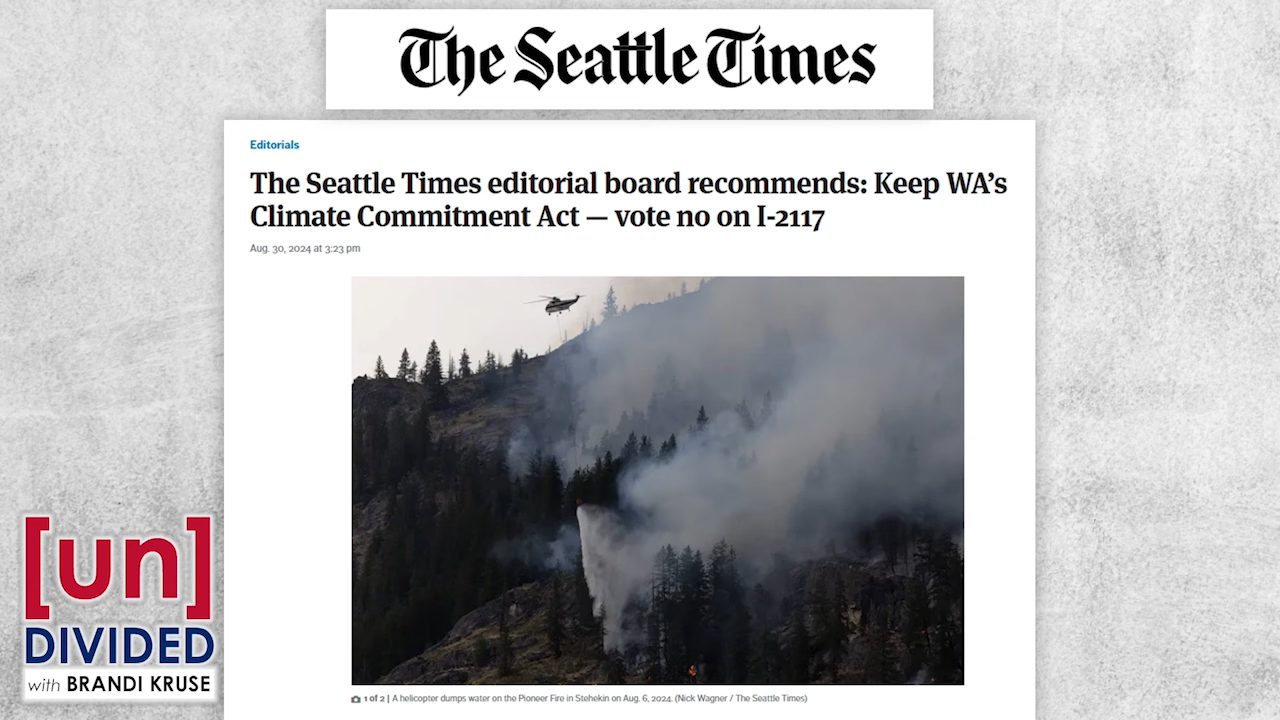 The Seattle Times
Editorials
The Seattle Times editorial board recommends: Keep WA’s
Climate Commitment Act — vote no on I-2117
Aug. 30, 2024 at 3:23 pm
1 of 2 | A helicopter dumps water on the Pioneer Fire in Stehekin on Aug. 6, 2024. (Nick Wagner / The Seattle Times)
[un]
DIVIDED
with BRANDI KRUSE